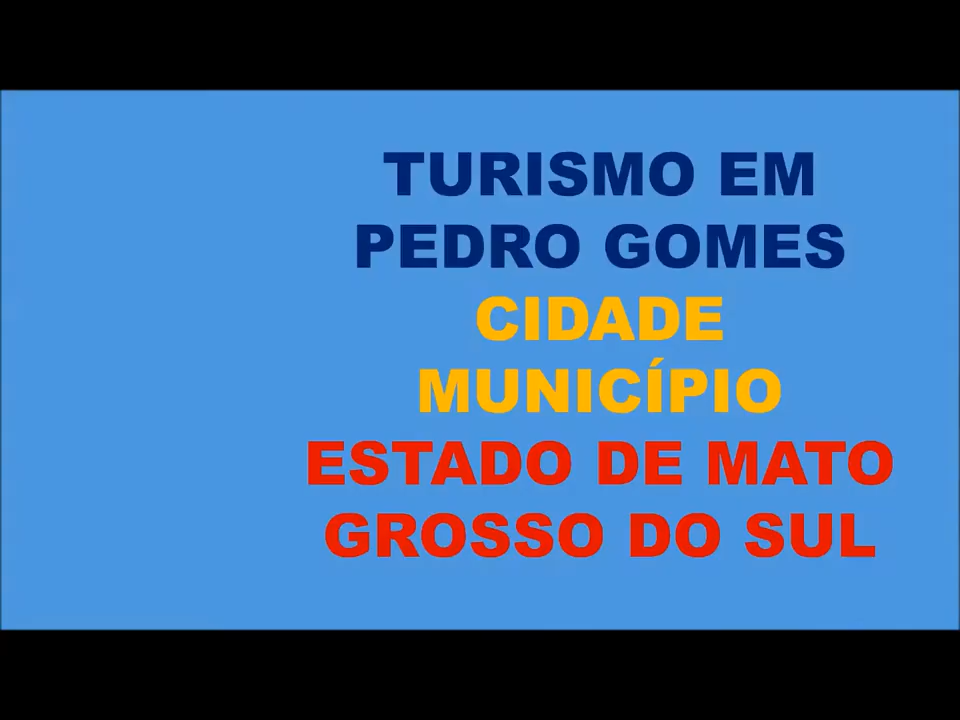 TURISMO EM
PEDRO GOMES
CIDADE
MUNICÍPIO
ESTADO DE MATO
GROSSO DO SUL